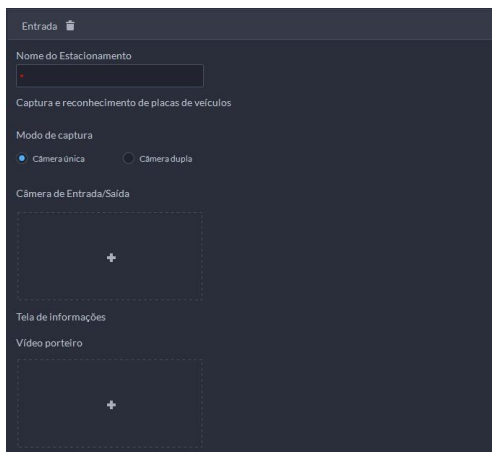 Entrada
Nome do Estacionamento
*
Captura e reconhecimento de placas de veículos
Modo de captura
Câmera única Câmera dupla
Câmera de Entrada/Saída
Tela de informações
Vídeo porteiro